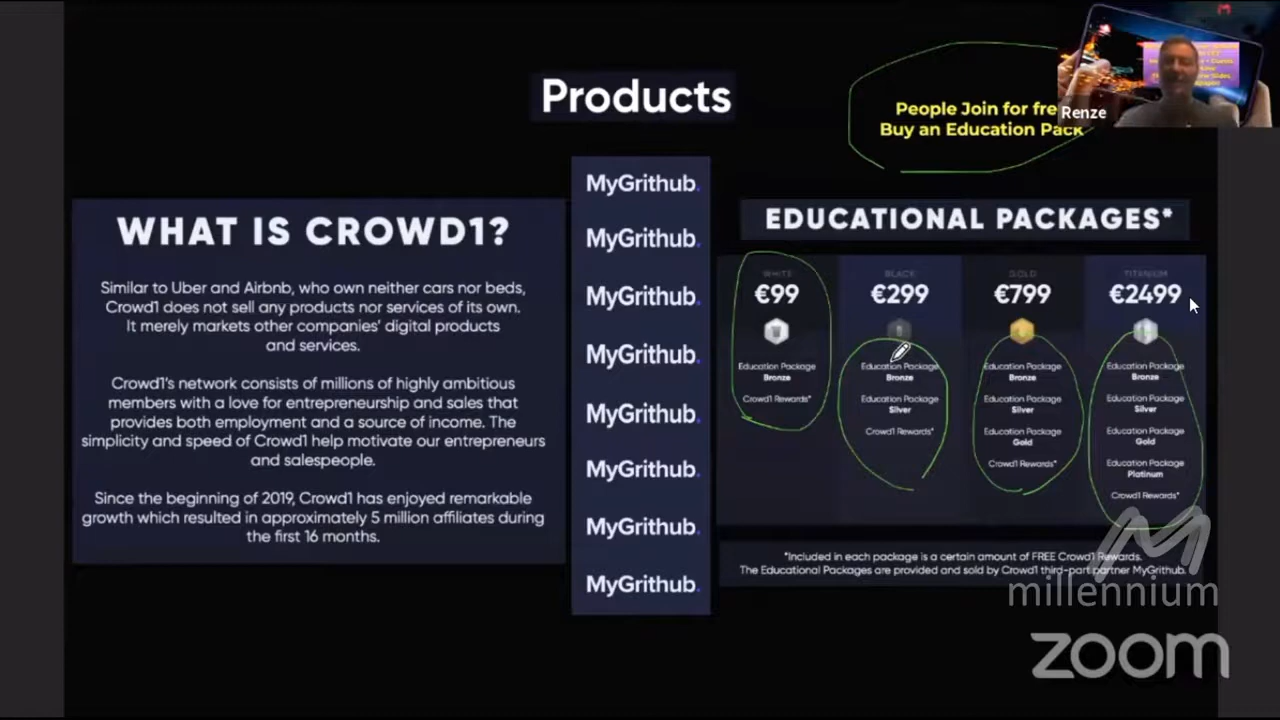 Products
People Join for fre
Buy an Education Pack
Renze
WHAT IS CROWD1?
Similar to Uber and Airbnb, who own neither cars nor beds,
Crowd1 does not sell any products nor services of its own.
It merely markets other companies' digital products
and services.
Crowd1's network consists of millions of highly ambitious
members with a love for entrepreneurship and sales that
provides both employment and a source of income. The
simplicity and speed of Crowd1 help motivate our entrepreneurs
and salespeople.
Since the beginning of 2019, Crowd1 has enjoyed remarkable
growth which resulted in approximately 5 million affiliates during
the first 16 months.
MyGrithub.
MyGrithub.
MyGrithub.
MyGrithub.
MyGrithub.
MyGrithub.
MyGrithub.
MyGrithub.
EDUCATIONAL PACKAGES*
WHITE
€99
Education Package
Bronze
Crowd1 Rewards*
BLACK
€299
Education Package
Bronze
Education Package
Silver
Crowd1 Rewards*
GOLD
€799
Education Package
Bronze
Education Package
Silver
Education Package
Gold
Crowd1 Rewards*
TITANIUM
€2499
Education Package
Bronze
Education Package
Silver
Education Package
Gold
Education Package
Platinum
Crowd1 Rewards*
*Included in each package is a certain amount of FREE Crowd1 Rewards.
The Educational Packages are provided and sold by Crowd1 third-part partner MyGrithub.
millennium
zoom